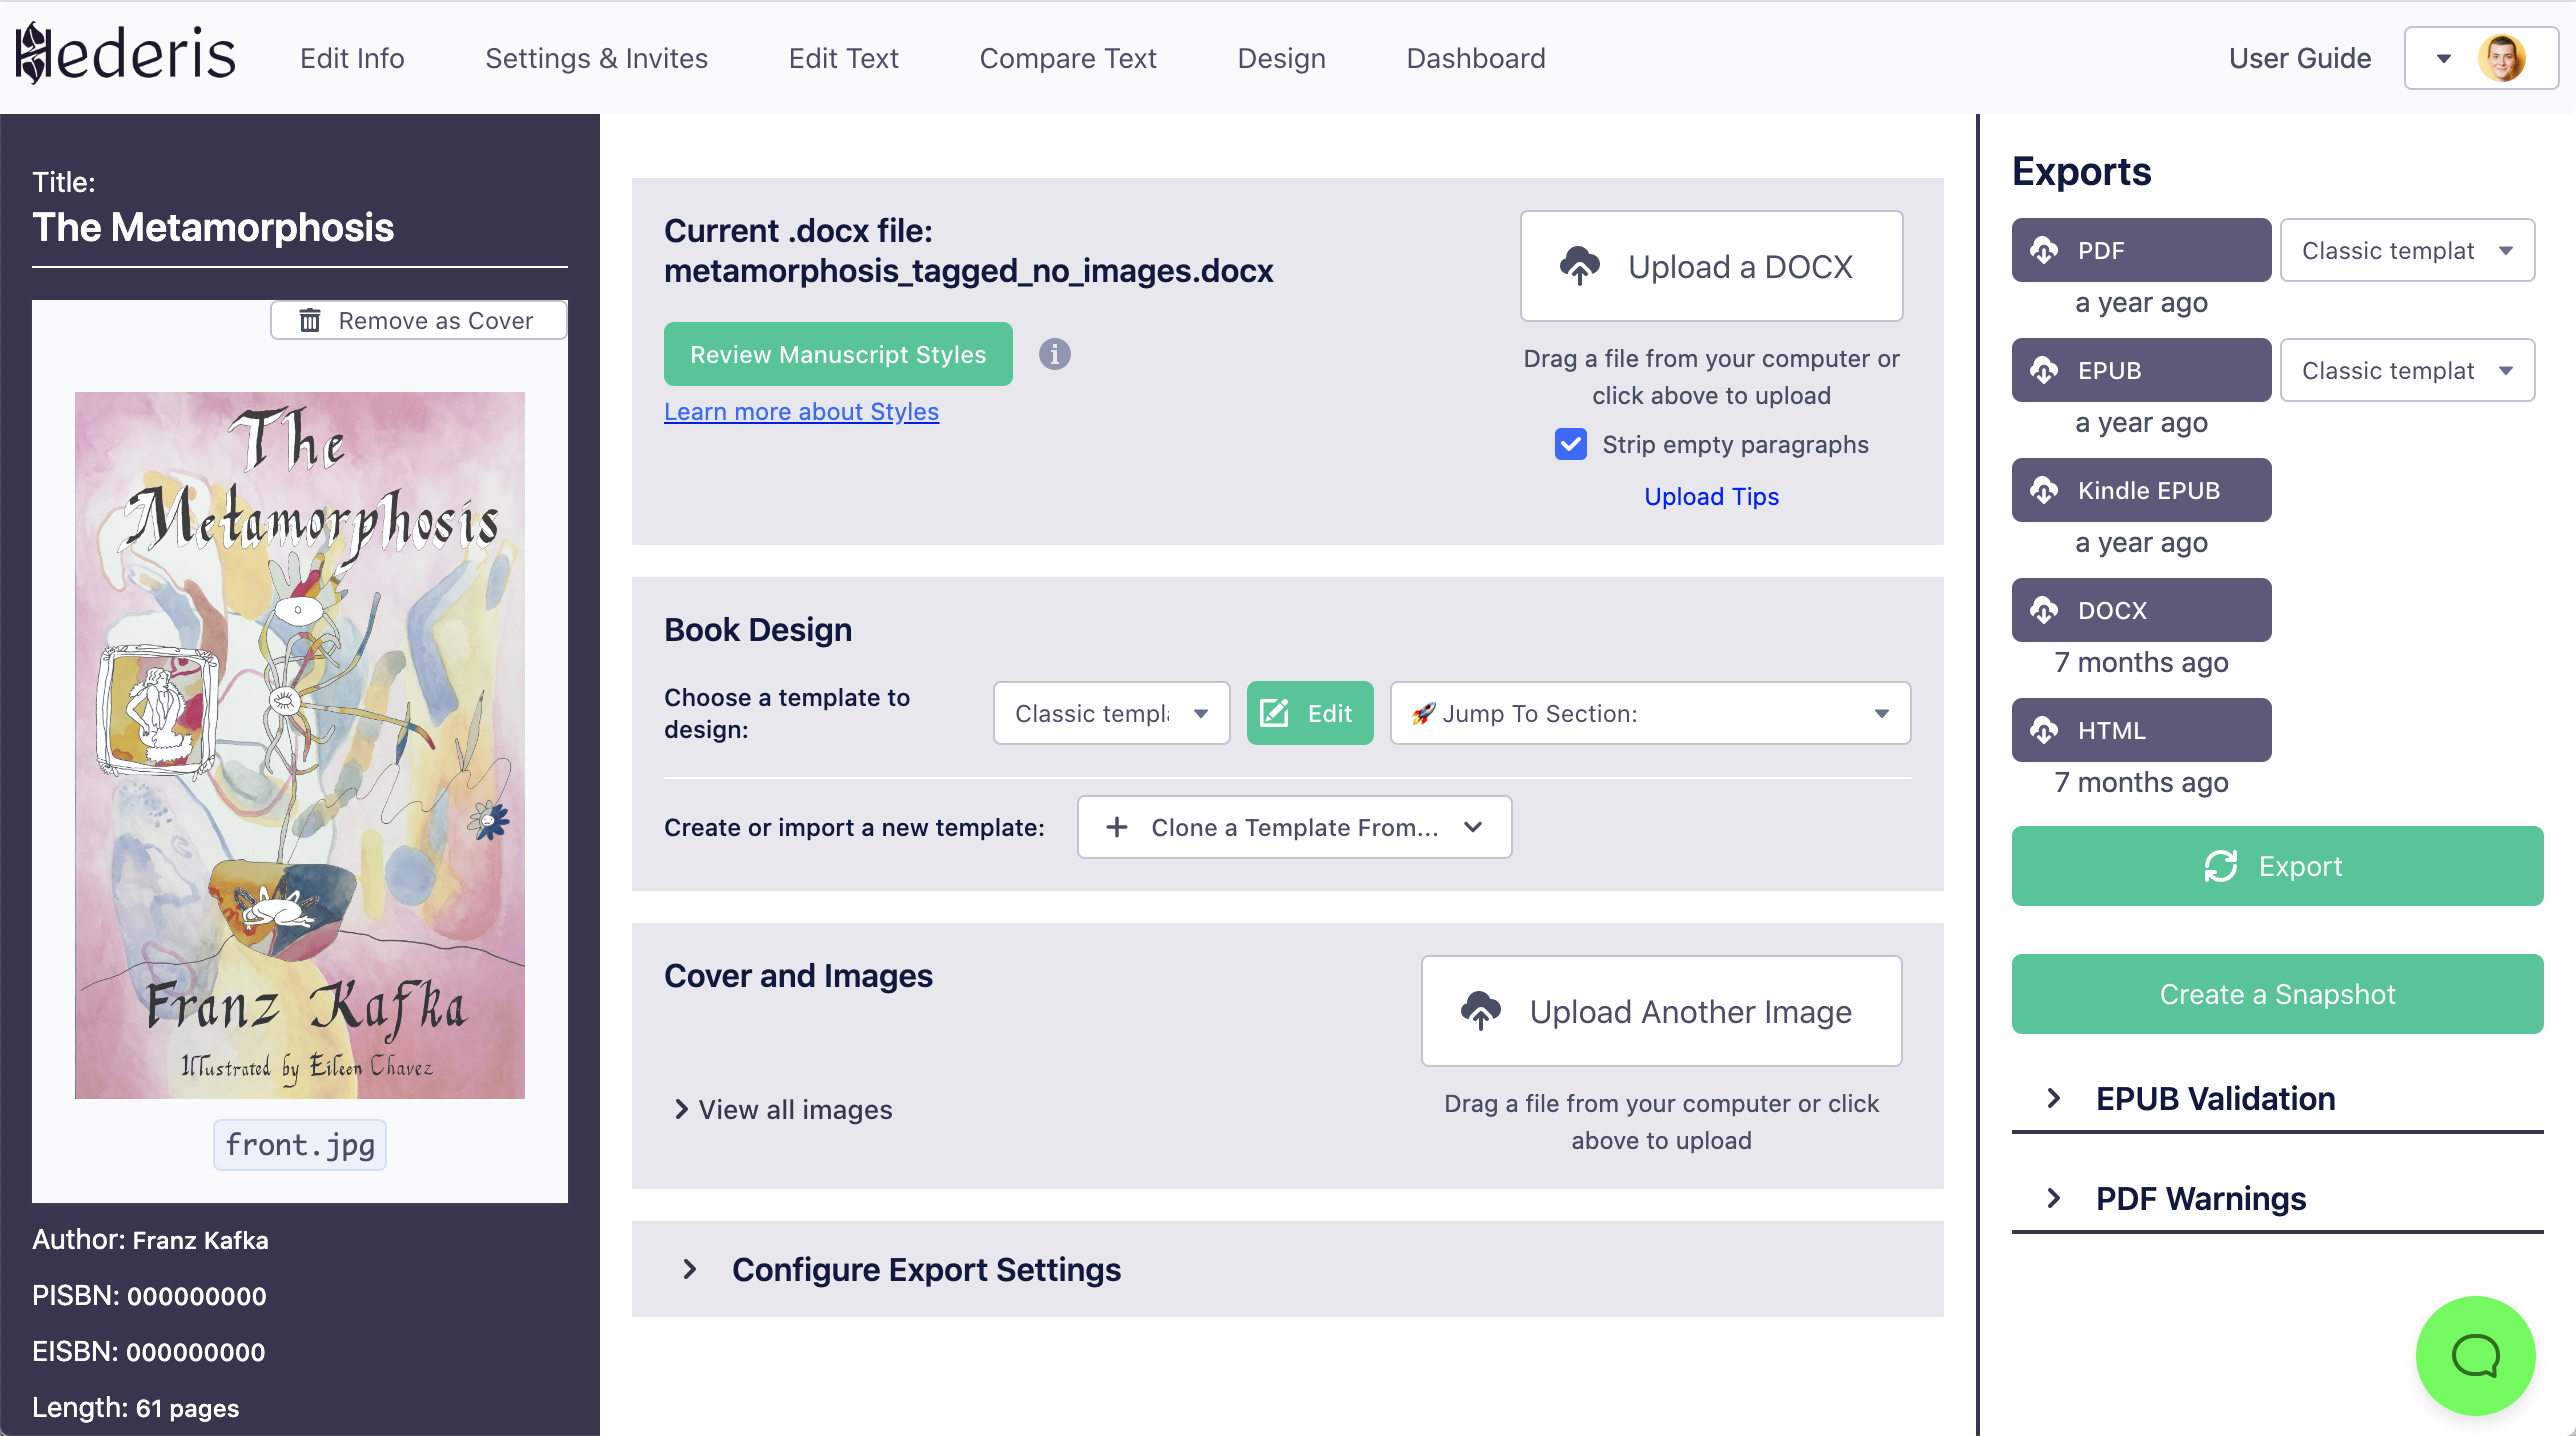 Hederis
Edit Info
Settings & Invites
Edit Text
Compare Text
Design
Dashboard
User Guide
Title:
The Metamorphosis
Remove as Cover
The
Metamorphosis
Franz Kafka
Illustrated by Eileen Chavez
front.jpg
Author: Franz Kafka
PISBN: 000000000
EISBN: 000000000
Length: 61 pages
Current .docx file:
metamorphosis_tagged_no_images.docx
Review Manuscript Styles
Learn more about Styles
Upload a DOCX
Drag a file from your computer or
click above to upload
Strip empty paragraphs
Upload Tips
Book Design
Choose a template to
design:
Classic templ
Edit
🚀 Jump To Section:
Create or import a new template:
+ Clone a Template From...
Cover and Images
View all images
Upload Another Image
Drag a file from your computer or click
above to upload
Configure Export Settings
Exports
PDF
Classic templat
a year ago
EPUB
Classic templat
a year ago
Kindle EPUB
a year ago
DOCX
7 months ago
HTML
7 months ago
Export
Create a Snapshot
EPUB Validation
PDF Warnings